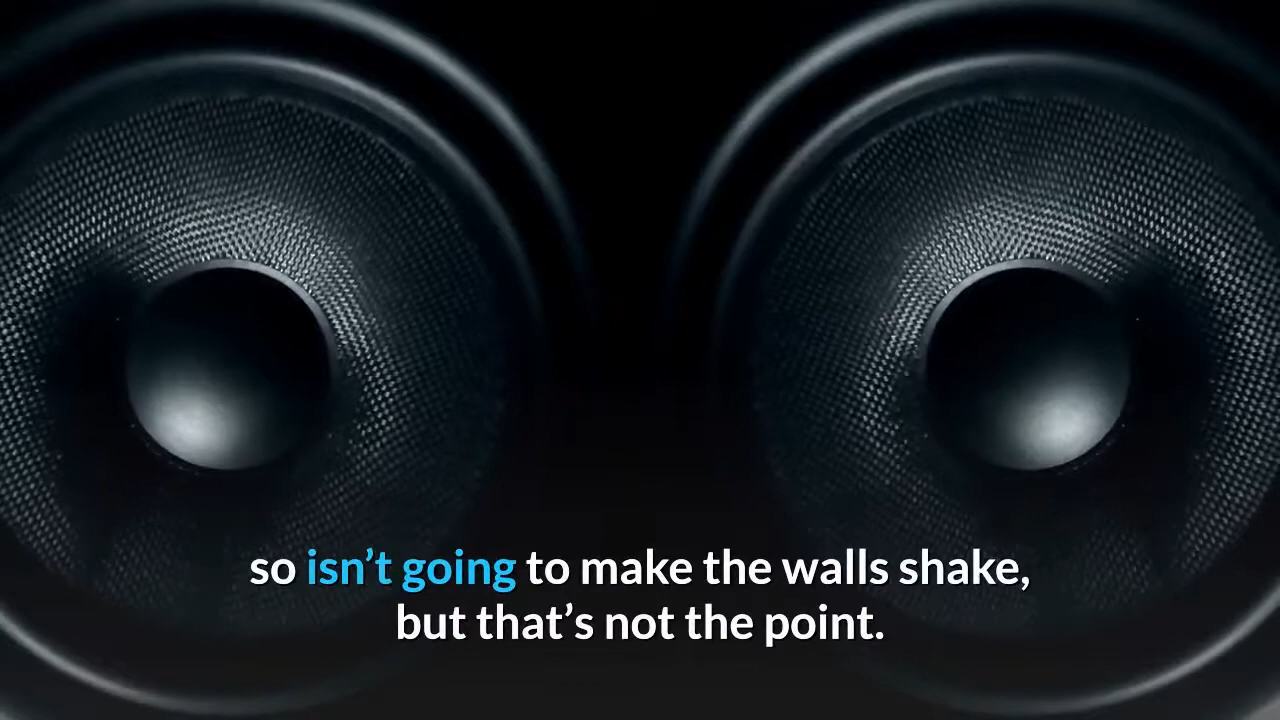 so isn’t going to make the walls shake,
but that’s not the point.